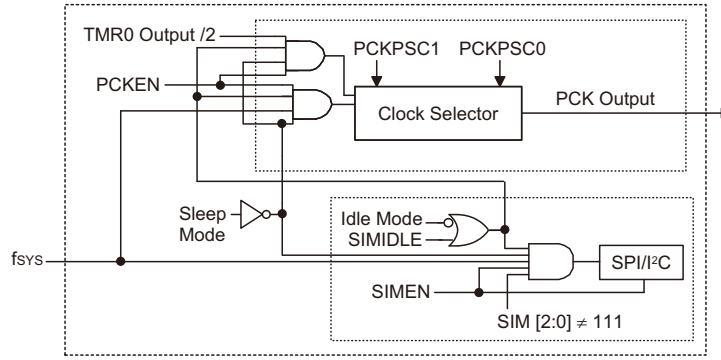 TMR0 Output /2
PCKPSC1
PCKPSC0
PCKEN
PCK Output
Clock Selector
Sleep
Mode
Idle Mode
SIMIDLE
fSYS
SPI/I²C
SIMEN
SIM [2:0] ≠ 111